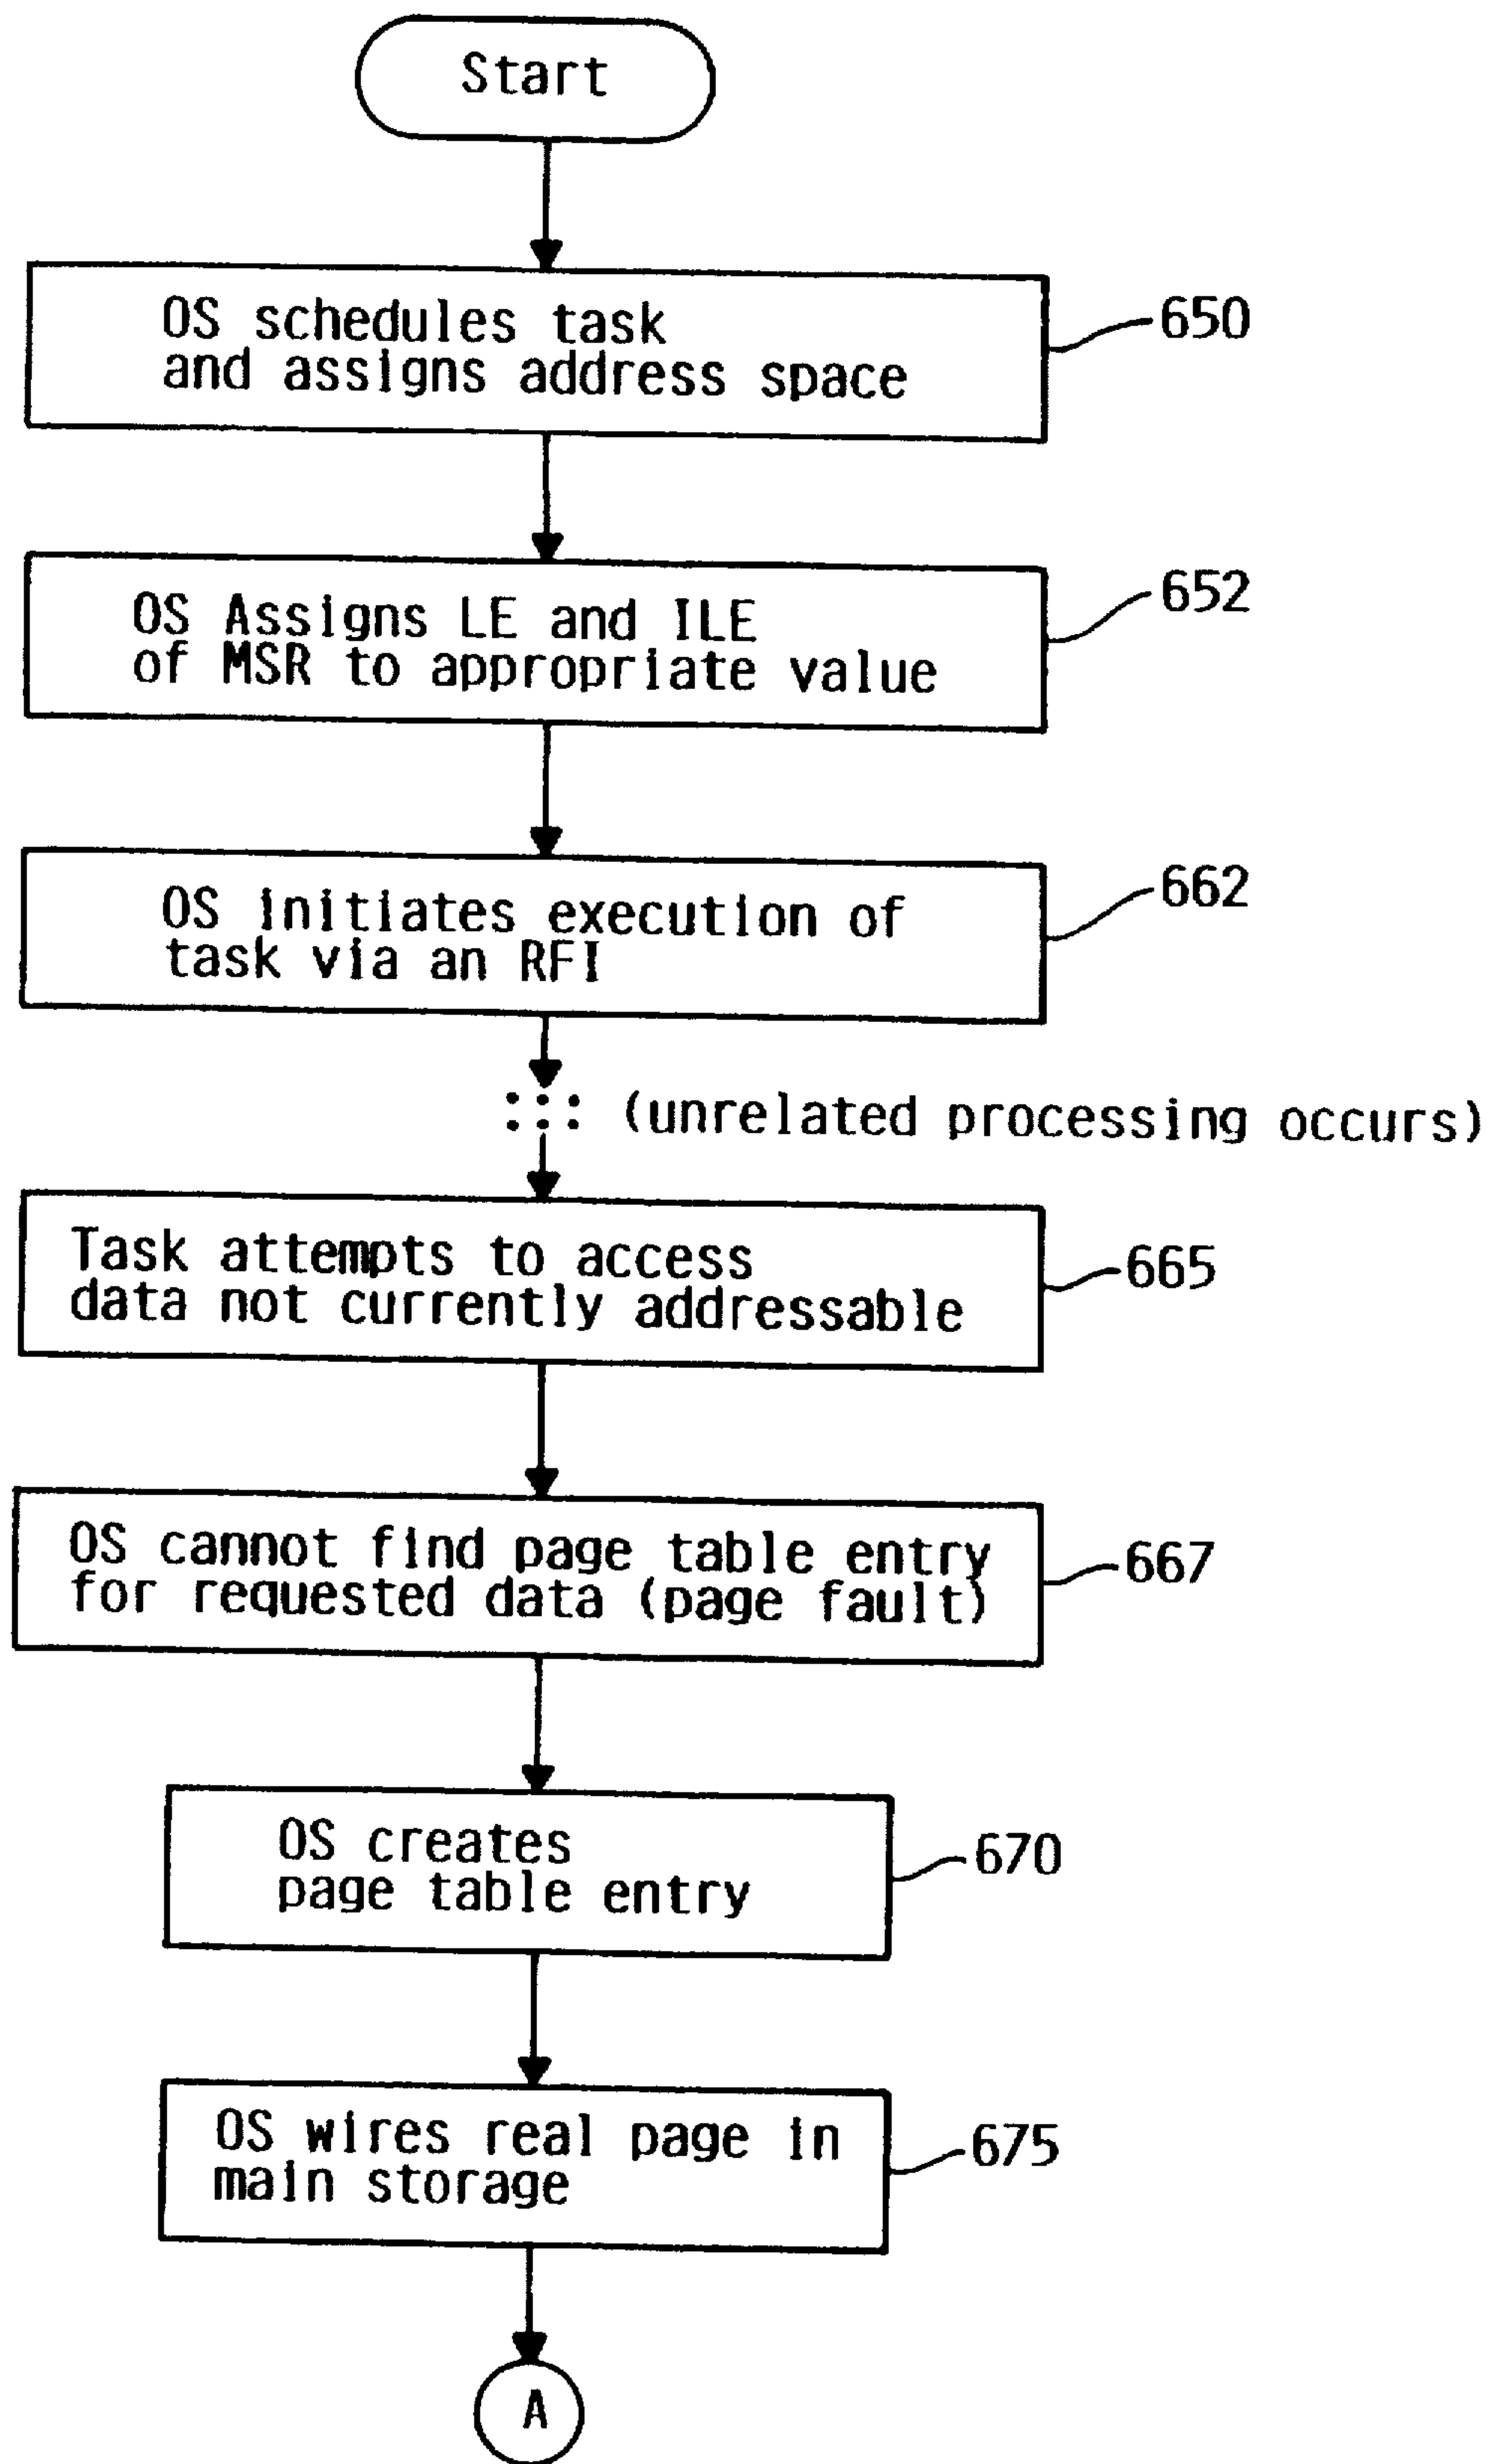 Start
OS schedules task
and assigns address space
650
OS Assigns LE and ILE
of MSR to appropriate value
652
OS initiates execution of
task via an RFI
662
(unrelated processing occurs)
Task attempts to access
data not currently addressable
665
OS cannot find page table entry
for requested data (page fault)
667
OS creates
page table entry
670
OS wires real page in
main storage
675
A